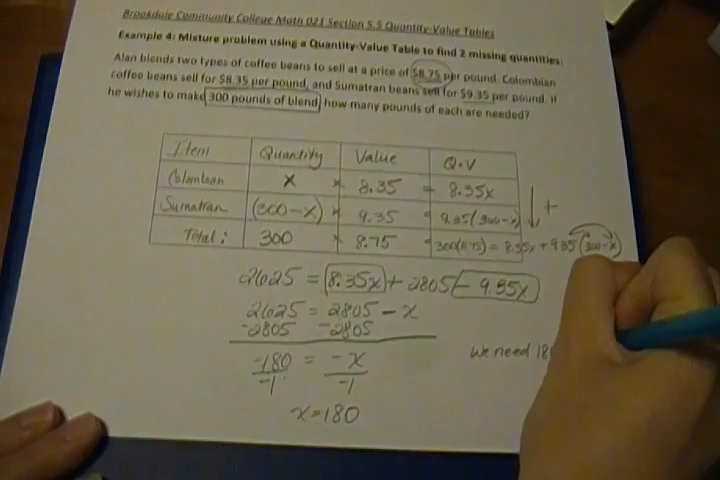 Brookdale Community College Math 021 Section 5.5 Quantity-Value Tables
Example 4: Mixture problem using a Quantity-Value Table to find 2 missing quantities:
Alan blends two types of coffee beans to sell at a price of $8.75 per pound. Colombian
coffee beans sell for $8.35 per pound, and Sumatran beans sell for $9.35 per pound. If
he wishes to make 300 pounds of blend, how many pounds of each are needed?
Item Quantity Value Q·V
Colombian x × 8.35 = 8.35x
Sumatran (300-x) × 9.35 = 9.35(300-x) +
Total: 300 × 8.75 = 300(8.75) = 8.35x + 9.35(300-x)
2625 = 8.35x + 2805 - 9.35x
2625 = 2805 - x
-2805 -2805
-180 = -x
-1 -1
We need 18
x=180